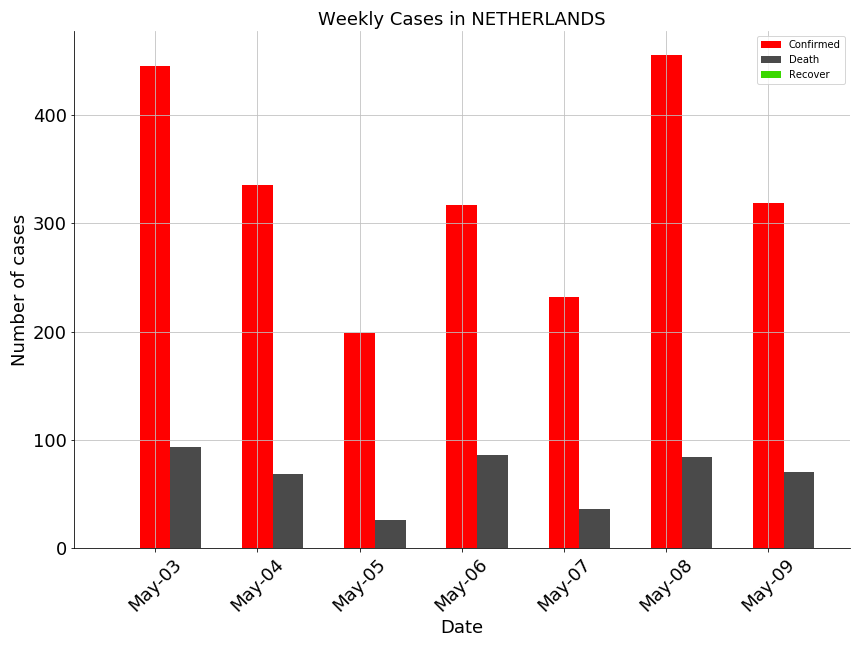 Weekly Cases in NETHERLANDS
Confirmed
Death
Recover
Number of cases
400
300
200
100
0
May-03
May-04
May-05
May-06
May-07
May-08
May-09
Date